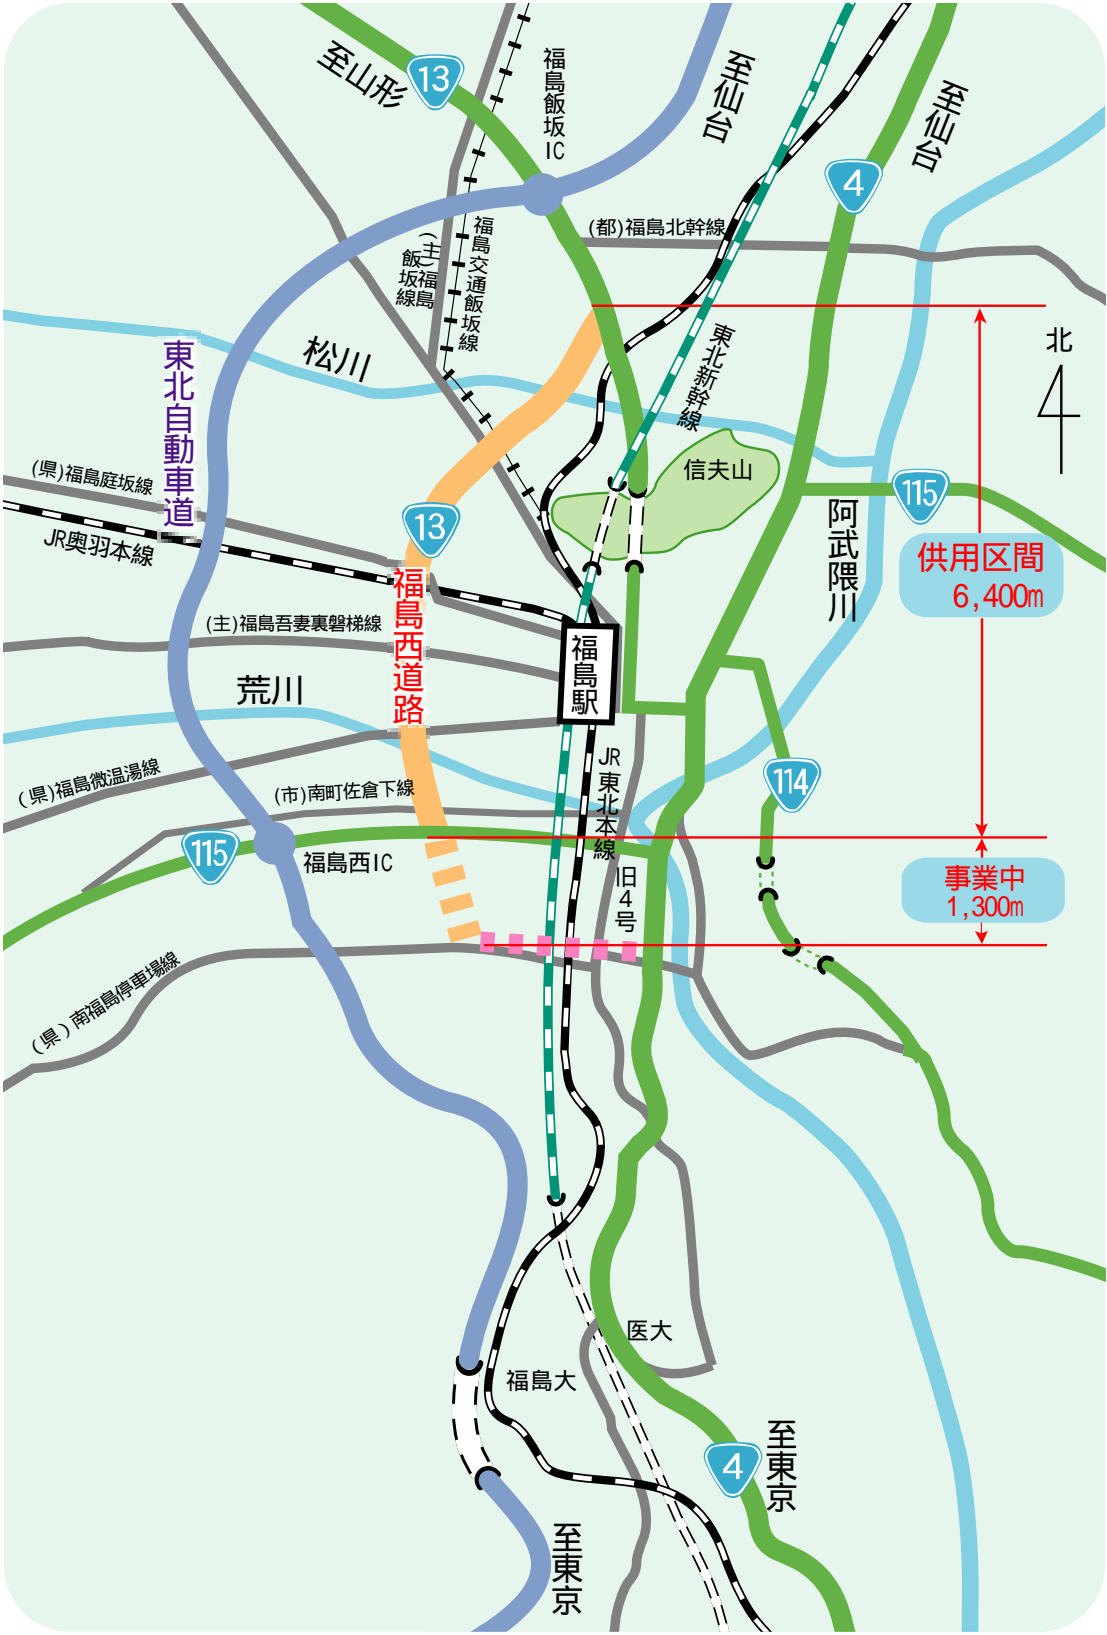 至山形
13
福島飯坂IC
至仙台
至仙台
4
(都)福島北幹線
(主)福島
飯坂線
福島交通飯坂線
東北自動車道
松川
東北新幹線
北
信夫山
(県)福島庭坂線
115
13
阿武隈川
JR奥羽本線
供用区間
6,400m
福島西道路
(主)福島吾妻裏磐梯線
福島駅
荒川
JR東北本線
114
(県)福島微温湯線
(市)南町佐倉下線
115
福島西IC
旧4号
事業中
1,300m
(県)南福島停車場線
医大
福島大
4
至東京
至東京